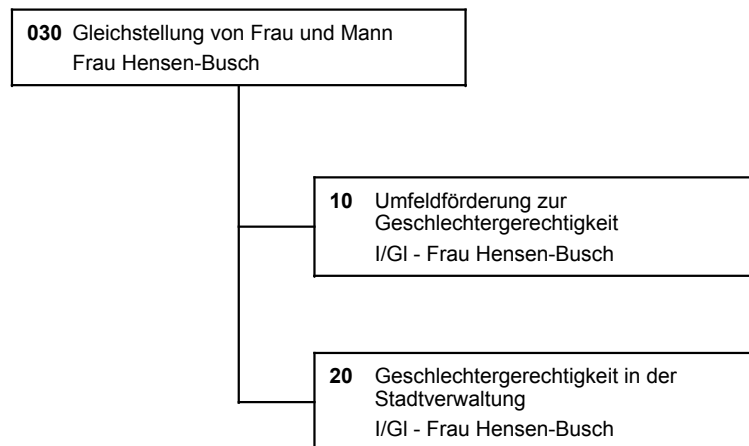 030 Gleichstellung von Frau und Mann
Frau Hensen-Busch
10 Umfeldförderung zur
Geschlechtergerechtigkeit
I/Gl - Frau Hensen-Busch
20 Geschlechtergerechtigkeit in der
Stadtverwaltung
I/Gl - Frau Hensen-Busch